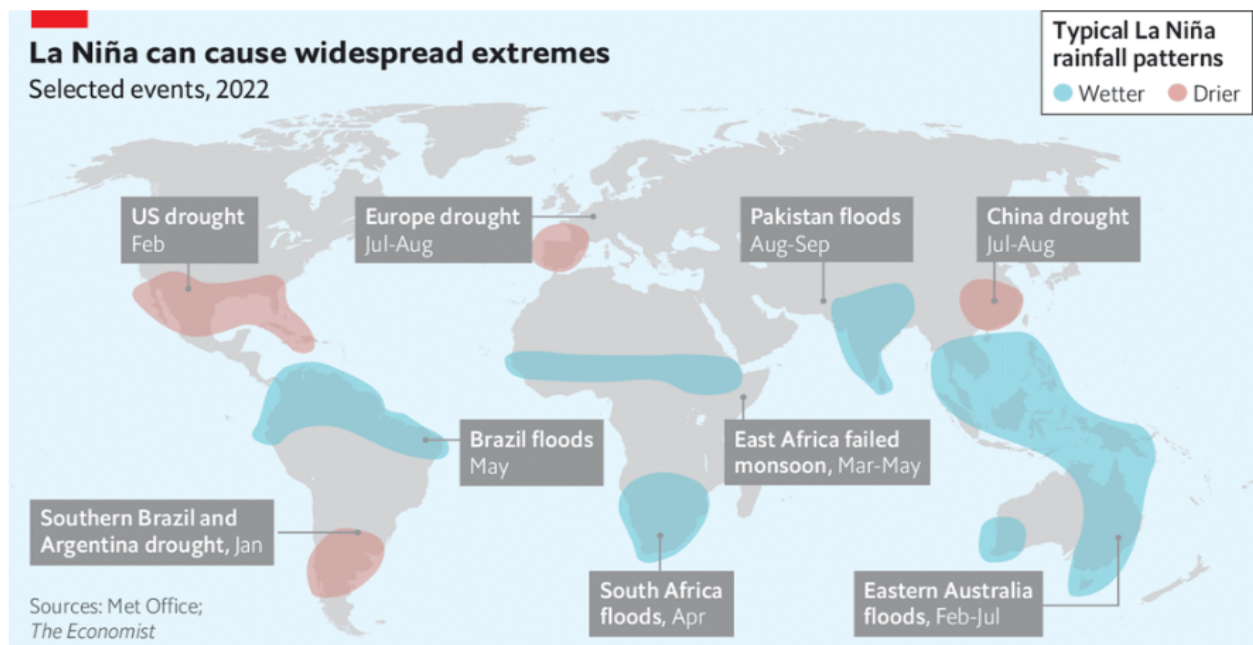 La Niña can cause widespread extremes
Selected events, 2022
Typical La Niña
rainfall patterns
Wetter
Drier
US drought
Feb
Europe drought
Jul-Aug
Pakistan floods
Aug-Sep
China drought
Jul-Aug
Brazil floods
May
East Africa failed
monsoon, Mar-May
Southern Brazil and
Argentina drought, Jan
South Africa
floods, Apr
Eastern Australia
floods, Feb-Jul
Sources: Met Office;
The Economist